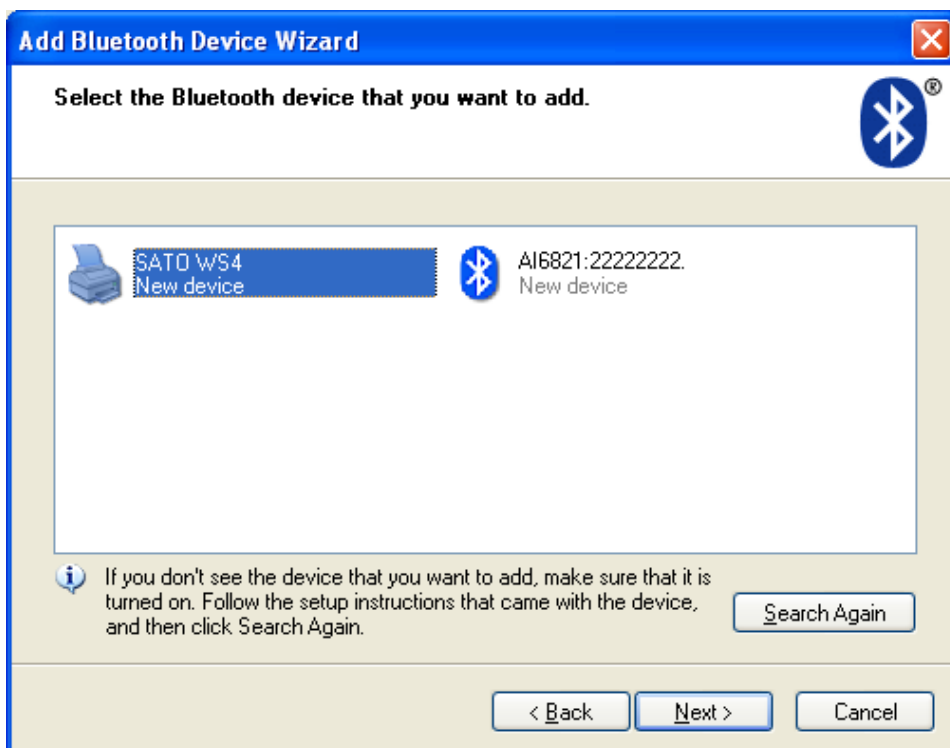 Add Bluetooth Device Wizard
Select the Bluetooth device that you want to add.
®
SATO WS4
New device
AI6821:22222222.
New device
If you don't see the device that you want to add, make sure that it is
turned on. Follow the setup instructions that came with the device,
and then click Search Again.
Search Again
< Back
Next >
Cancel